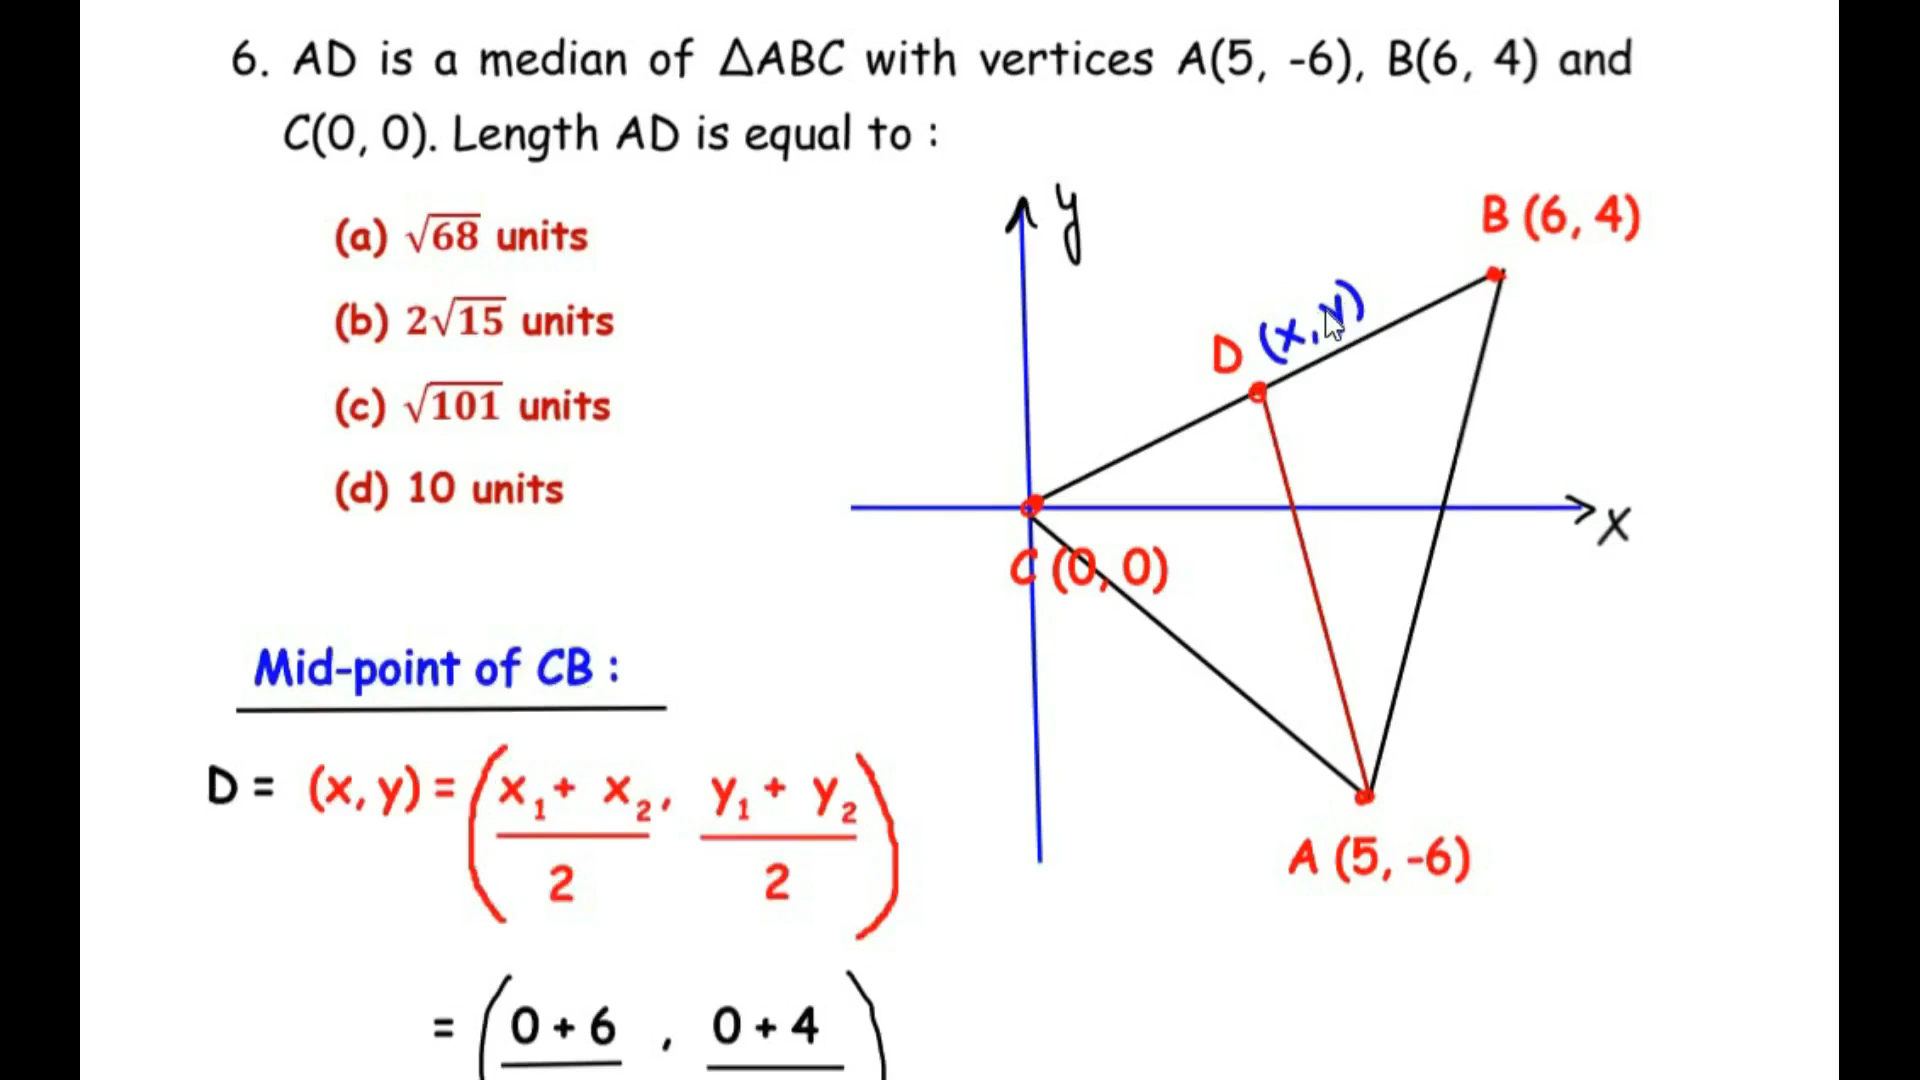 6. AD is a median of ΔABC with vertices A(5, -6), B(6, 4) and
C(0, 0). Length AD is equal to :
(a) √68 units
(b) 2√15 units
(c) √101 units
(d) 10 units
y
B (6, 4)
D (x, y)
x
C (0, 0)
A (5, -6)
Mid-point of CB :
D = (x, y) = (x₁ + x₂, y₁ + y₂)
2 2
= (0 + 6 , 0 + 4)